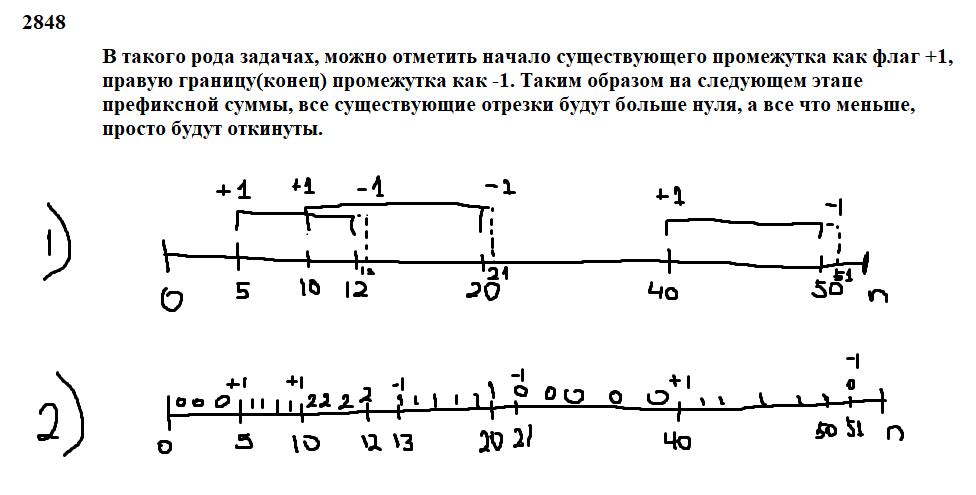 2848
В такого рода задачах, можно отметить начало существующего промежутка как флаг +1,
правую границу(конец) промежутка как -1. Таким образом на следующем этапе
префиксной суммы, все существующие отрезки будут больше нуля, а все что меньше,
просто будут откинуты.
+1 +1 -1 -1 +1 -1
1)
0 5 10 12 13 20 21 40 50 51 n
+1 +1 -1 -1 +1 -1
2) 0 0 0 1 1 1 1 2 2 2 2 1 1 1 1 1 1 0 0 0 0 0 1 1 1 1 1 1 0
0 5 10 12 13 20 21 40 50 51 n